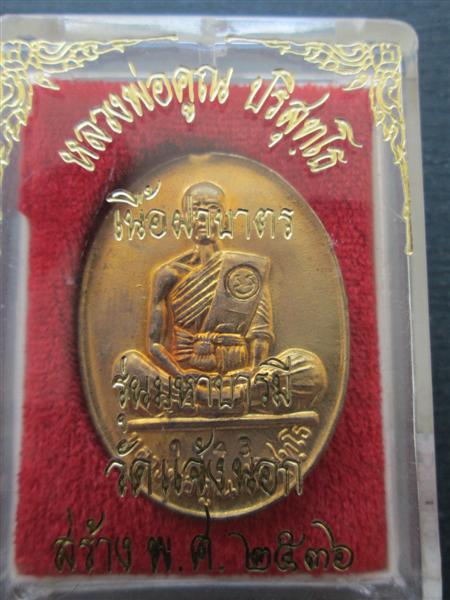 หลวงพ่อคูณ ปริสุทฺโธ
เนื้อฝาบาตร
รุ่นมหาบารมี
วัดแจ้งนอก
สร้าง พ.ศ. ๒๕๓๖